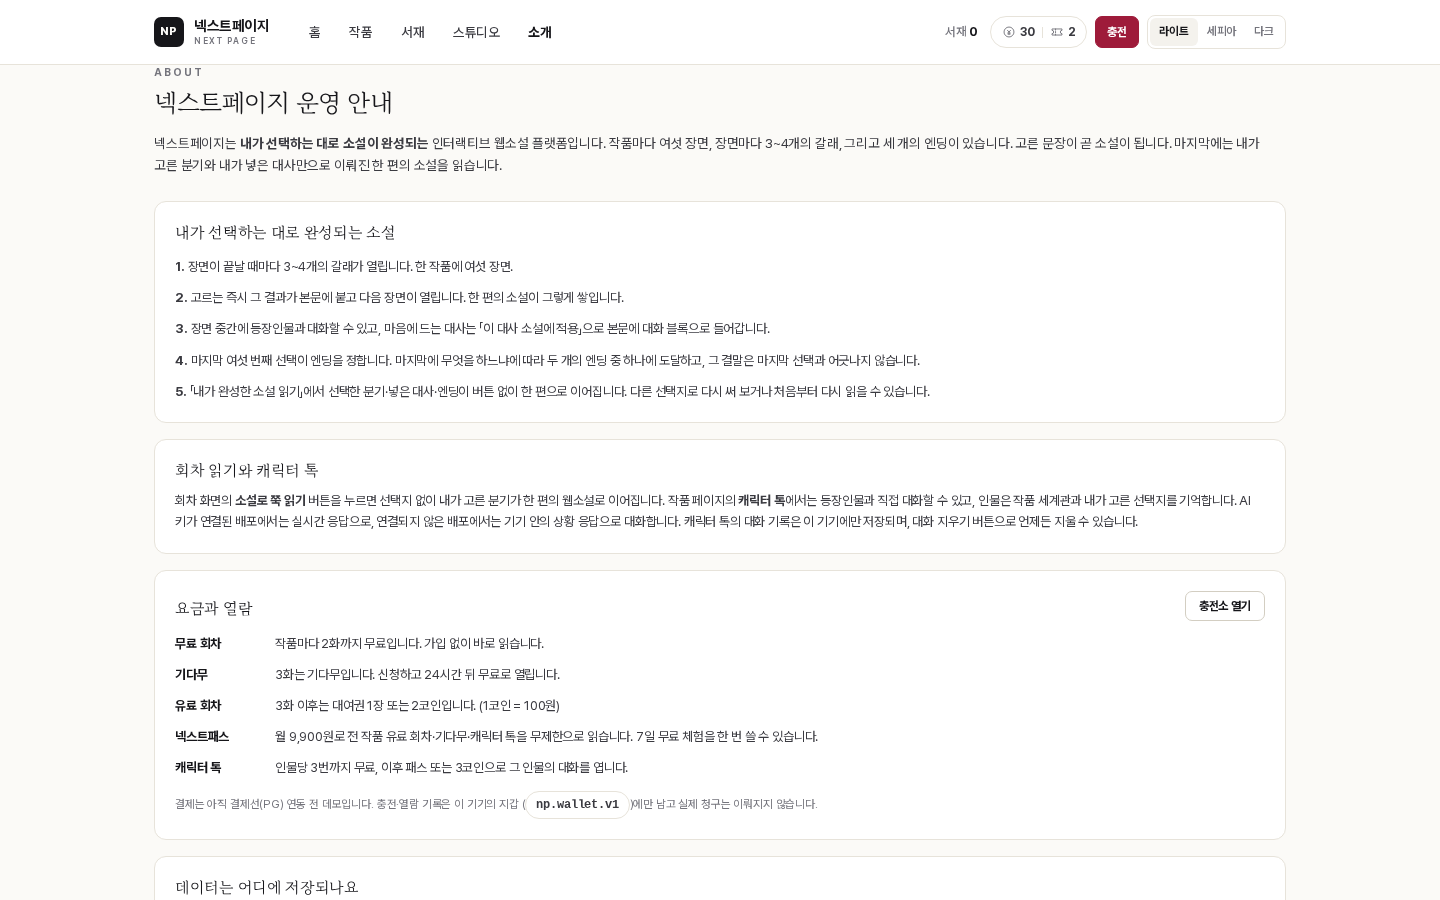 NP
넥스트페이지
NEXT PAGE
홈
작품
서재
스튜디오
소개
서재 0
30
2
충전
라이트
세피아
다크
ABOUT
넥스트페이지 운영 안내
넥스트페이지는 내가 선택하는 대로 소설이 완성되는 인터랙티브 웹소설 플랫폼입니다. 작품마다 여섯 장면, 장면마다 3~4개의 갈래, 그리고 세 개의 엔딩이 있습니다. 고른 문장이 곧 소설이 됩니다. 마지막에는 내가
고른 분기와 내가 넣은 대사만으로 이뤄진 한 편의 소설을 읽습니다.
내가 선택하는 대로 완성되는 소설
1. 장면이 끝날 때마다 3~4개의 갈래가 열립니다. 한 작품에 여섯 장면.
2. 고르는 즉시 그 결과가 본문에 붙고 다음 장면이 열립니다. 한 편의 소설이 그렇게 쌓입니다.
3. 장면 중간에 등장인물과 대화할 수 있고, 마음에 드는 대사는 「이 대사 소설에 적용」으로 본문에 대화 블록으로 들어갑니다.
4. 마지막 여섯 번째 선택이 엔딩을 정합니다. 마지막에 무엇을 하느냐에 따라 두 개의 엔딩 중 하나에 도달하고, 그 결말은 마지막 선택과 어긋나지 않습니다.
5. 「내가 완성한 소설 읽기」에서 선택한 분기·넣은 대사·엔딩이 버튼 없이 한 편으로 이어집니다. 다른 선택지로 다시 써 보거나 처음부터 다시 읽을 수 있습니다.
회차 읽기와 캐릭터 톡
회차 화면의 소설로 쭉 읽기 버튼을 누르면 선택지 없이 내가 고른 분기가 한 편의 웹소설로 이어집니다. 작품 페이지의 캐릭터 톡에서는 등장인물과 직접 대화할 수 있고, 인물은 작품 세계관과 내가 고른 선택지를 기억합니다. AI
키가 연결된 배포에서는 실시간 응답으로, 연결되지 않은 배포에서는 기기 안의 상황 응답으로 대화합니다. 캐릭터 톡의 대화 기록은 이 기기에만 저장되며, 대화 지우기 버튼으로 언제든 지울 수 있습니다.
요금과 열람
충전소 열기
무료 회차 작품마다 2화까지 무료입니다. 가입 없이 바로 읽습니다.
기다무 3화는 기다무입니다. 신청하고 24시간 뒤 무료로 열립니다.
유료 회차 3화 이후는 대여권 1장 또는 2코인입니다. (1코인 = 100원)
넥스트패스 월 9,900원로 전 작품 유료 회차·기다무·캐릭터 톡을 무제한으로 읽습니다. 7일 무료 체험을 한 번 쓸 수 있습니다.
캐릭터 톡 인물당 3번까지 무료, 이후 패스 또는 3코인으로 그 인물의 대화를 엽니다.
결제는 아직 결제선(PG) 연동 전 데모입니다. 충전·열람 기록은 이 기기의 지갑 (np.wallet.v1)에만 남고 실제 청구는 이뤄지지 않습니다.
데이터는 어디에 저장되나요